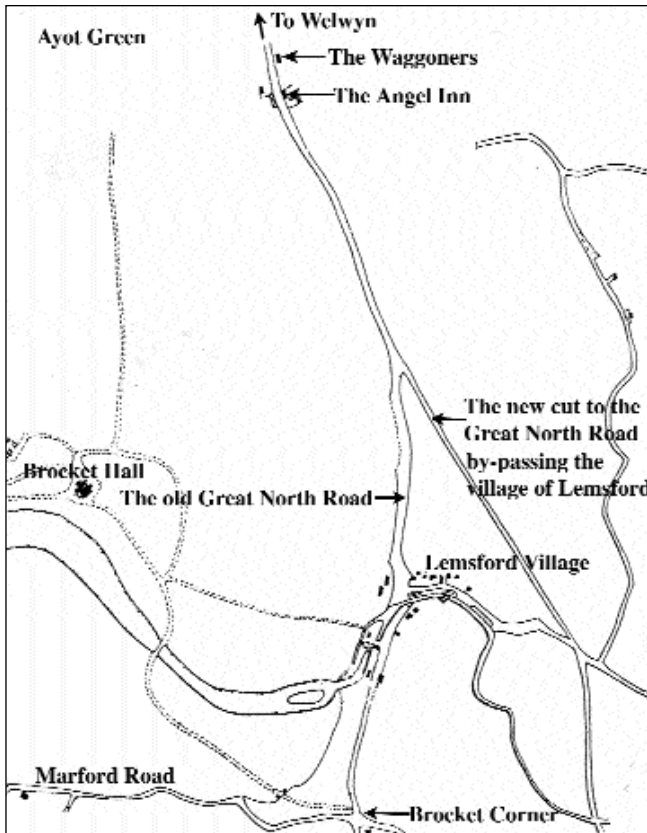 To Welwyn
Ayot Green
The Waggoners
The Angel Inn
The new cut to the
Great North Road
by-passing the
village of Lemsford
Brocket Hall
The old Great North Road
Lemsford Village
Marford Road
Brocket Corner